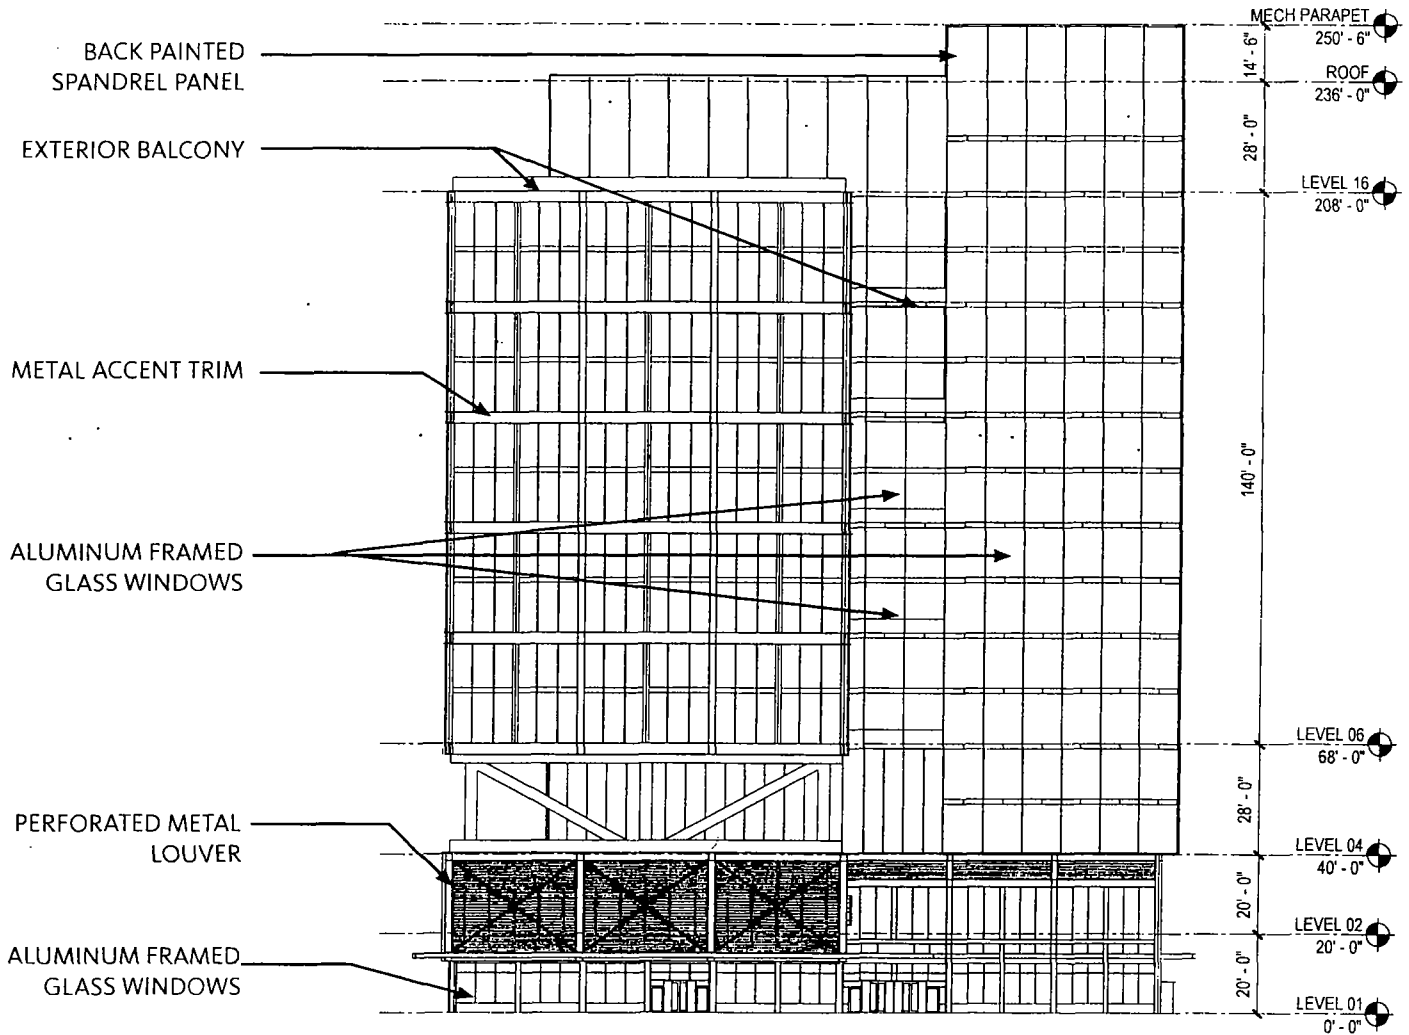 BACK PAINTED
SPANDREL PANEL
EXTERIOR BALCONY
METAL ACCENT TRIM
ALUMINUM FRAMED
GLASS WINDOWS
PERFORATED METAL
LOUVER
ALUMINUM FRAMED
GLASS WINDOWS
MECH PARAPET
250' - 6"
14' - 6"
ROOF
236' - 0"
28' - 0"
LEVEL 16
208' - 0"
140' - 0"
LEVEL 06
68' - 0"
28' - 0"
LEVEL 04
40' - 0"
20' - 0"
LEVEL 02
20' - 0"
20' - 0"
LEVEL 01
0' - 0"